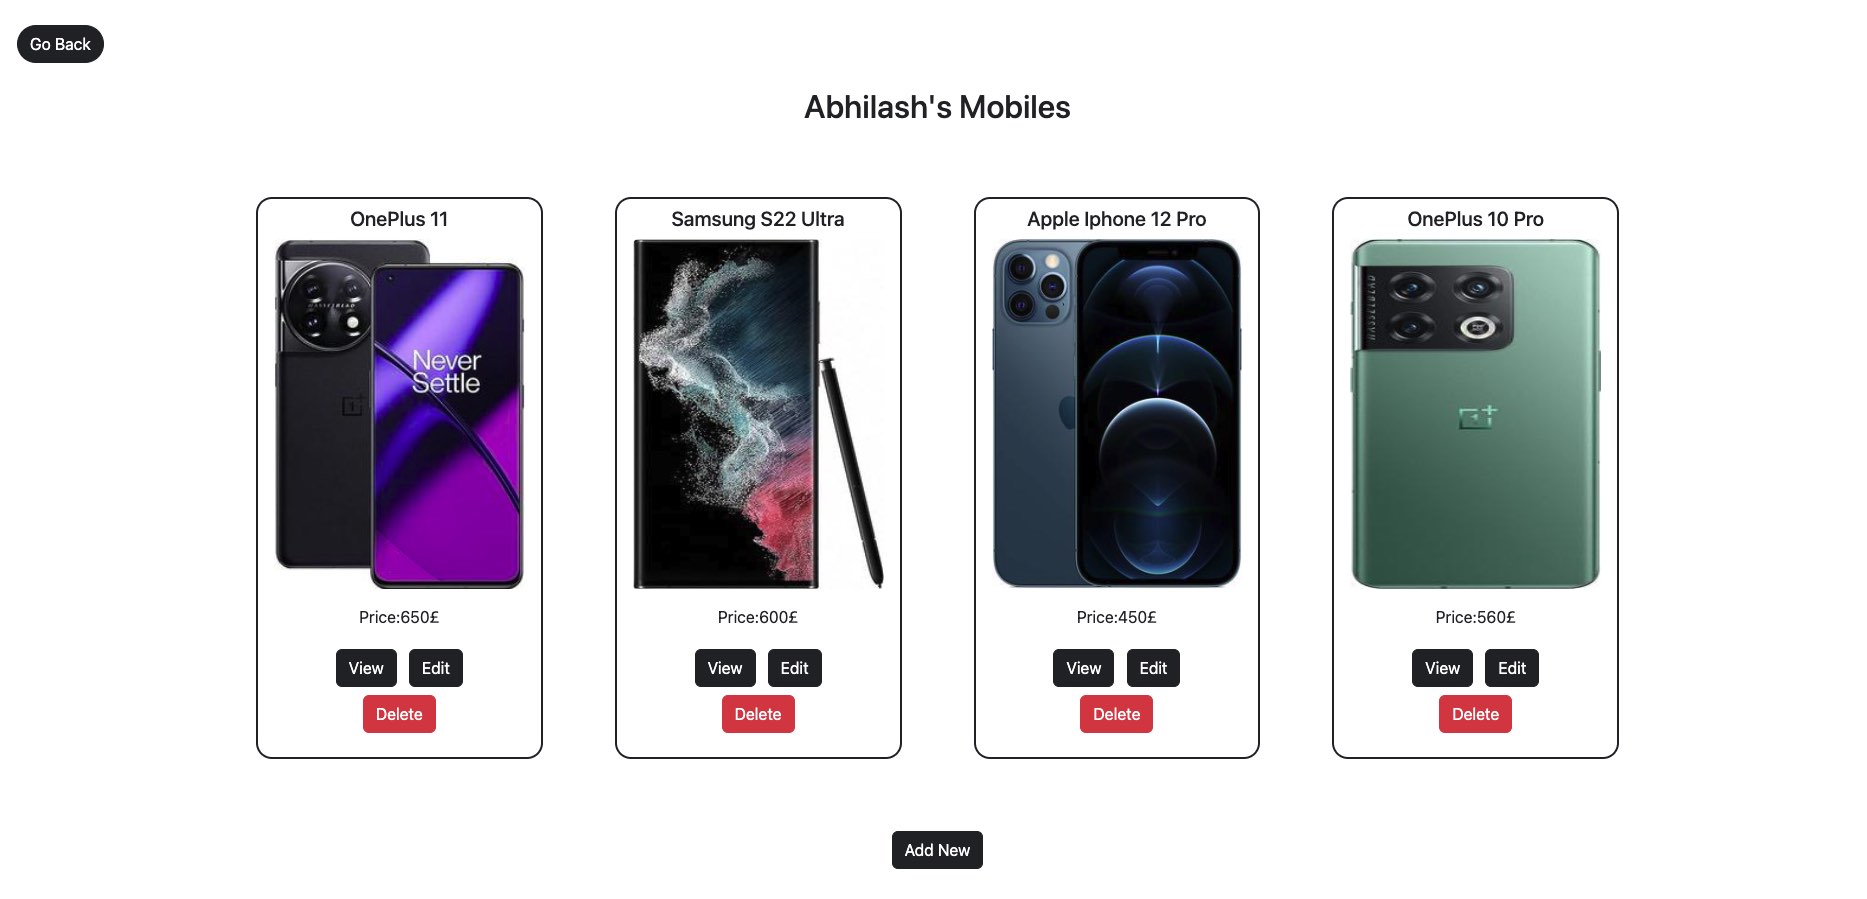 Go Back
Abhilash's Mobiles
OnePlus 11
HASSELBLAD
Never
Settle
Price:650£
View Edit
Delete
Samsung S22 Ultra
Price:600£
View Edit
Delete
Apple Iphone 12 Pro
Price:450£
View Edit
Delete
OnePlus 10 Pro
HASSELBLAD
Price:560£
View Edit
Delete
Add New